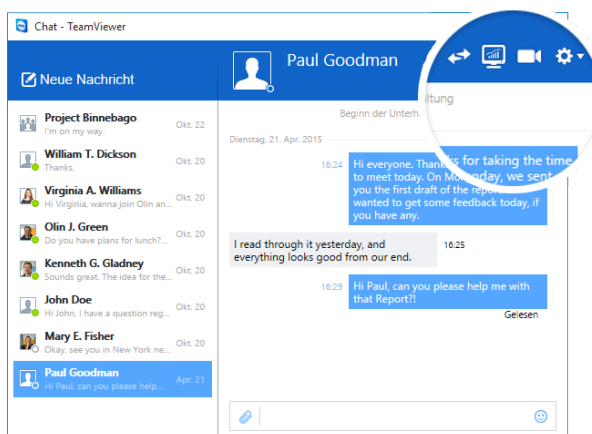 Chat - TeamViewer
Neue Nachricht
Project Binnebago
I'm on my way.
Okt. 22
William T. Dickson
Thanks.
Okt. 20
Virginia A. Williams
Hi Virginia, wanna join Olin an...
Okt. 20
Olin J. Green
Do you have plans for lunch?...
Okt. 20
Kenneth G. Gladney
Sounds great. The idea for the...
Okt. 20
John Doe
Hi John, I have a question reg...
Okt. 20
Mary E. Fisher
Okay, see you in New York ne...
Okt. 20
Paul Goodman
Hi Paul, can you please help...
Apr. 21
Paul Goodman
Beginn der Unterh
ltung
Dienstag, 21. Apr. 2015
16:24
Hi everyone. Thanks for taking the time
to meet today. On Monday, we sent
you the first draft of the
wanted to get some feedback today, if
you have any.
I read through it yesterday, and
everything looks good from our end.
16:25
16:29
Hi Paul, can you please help me with
that Report?!
Gelesen